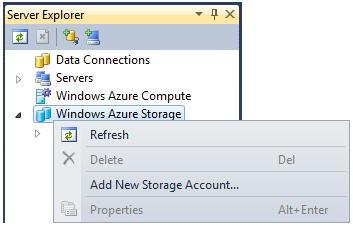 Server Explorer
Data Connections
Servers
Windows Azure Compute
Windows Azure Storage
Refresh
Delete Del
Add New Storage Account...
Properties Alt+Enter